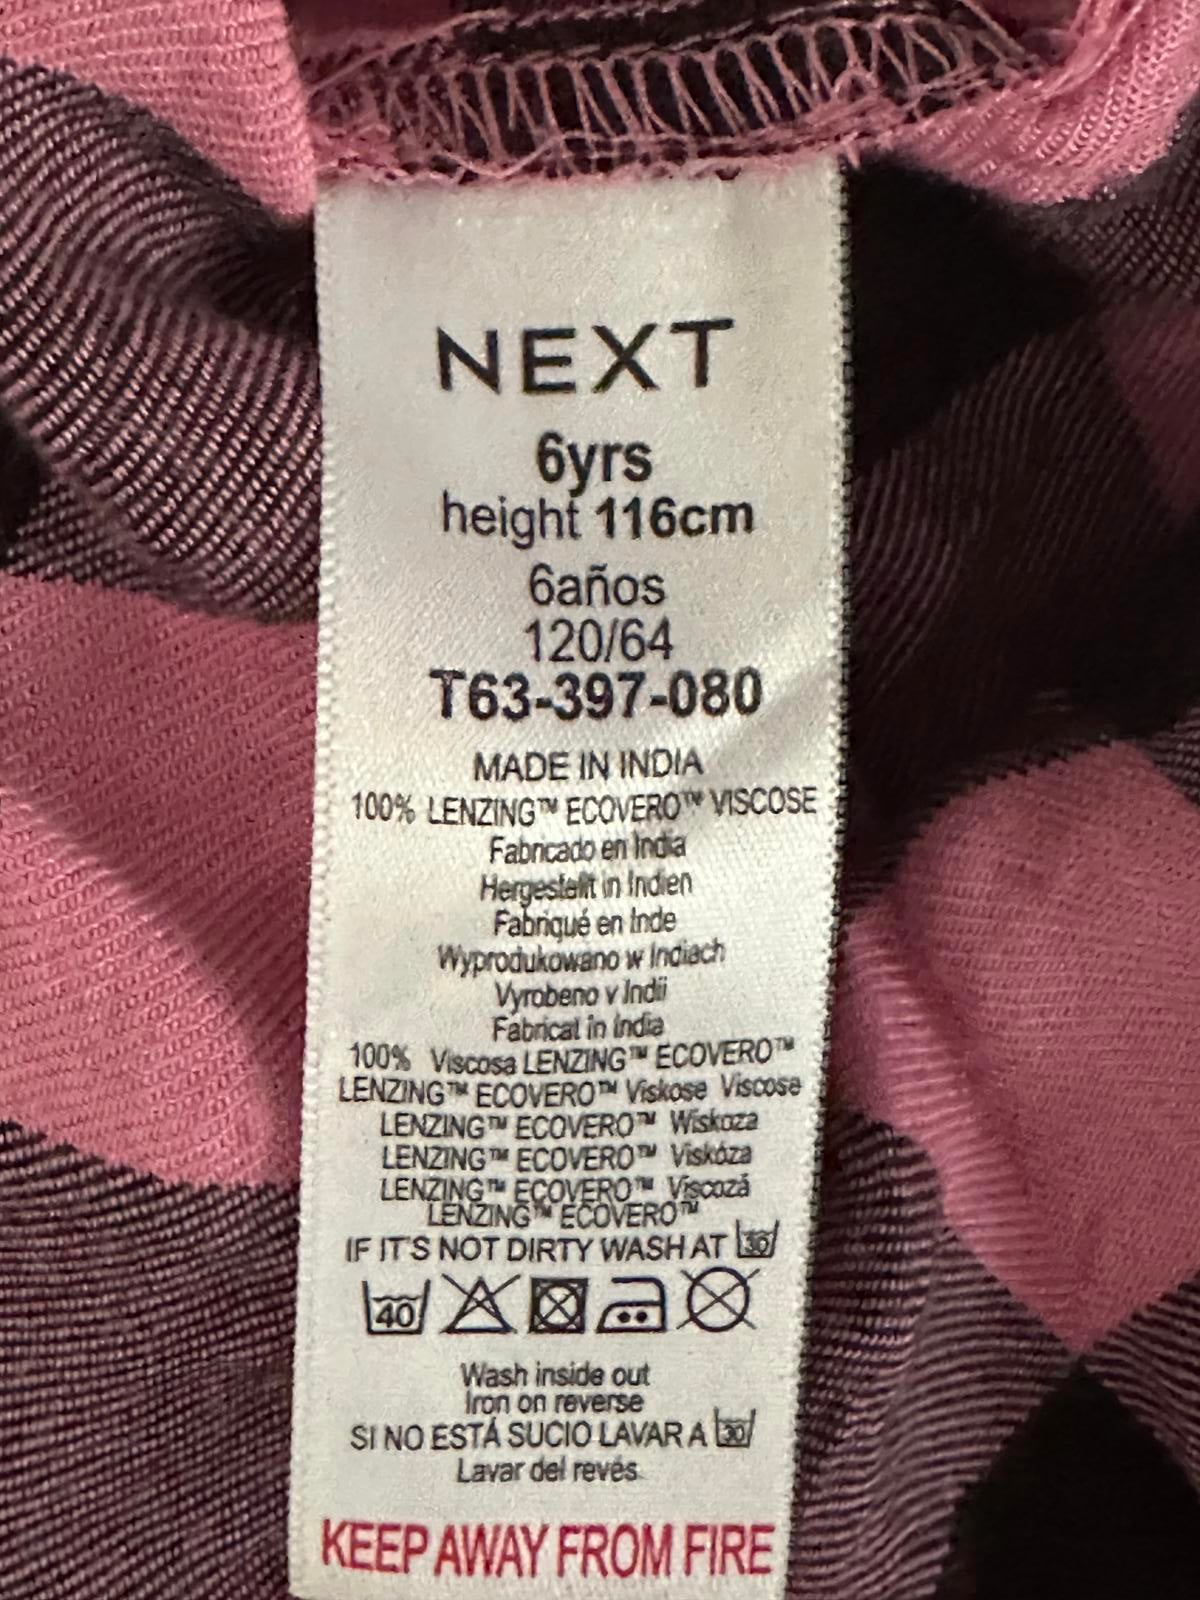 NEXT
6yrs
height 116cm
6años
120/64
T63-397-080
MADE IN INDIA
100% LENZING™ ECOVERO™ VISCOSE
Fabricado en India
Hergestellt in Indien
Fabriqué en Inde
Wyprodukowano w Indiach
Vyrobeno v Indii
Fabricat in India
100% Viscosa LENZING™ ECOVERO™
LENZING™ ECOVERO™ Viskose Viscose
LENZING™ ECOVERO™ Wiskoza
LENZING™ ECOVERO™ Viskóza
LENZING™ ECOVERO™ Viscoză
LENZING™ ECOVERO™
IF IT'S NOT DIRTY WASH AT 30
40
Wash inside out
Iron on reverse
SI NO ESTÁ SUCIO LAVAR A 30
Lavar del revés
KEEP AWAY FROM FIRE